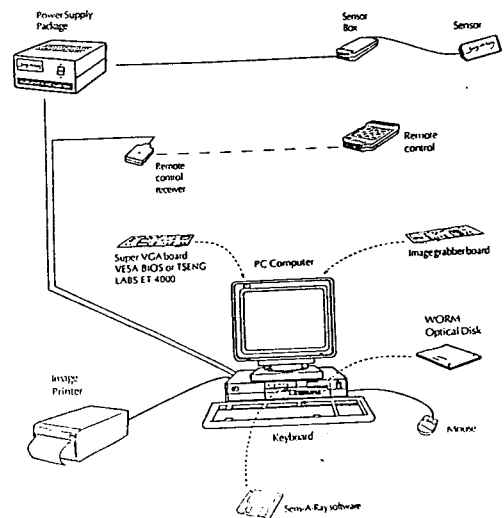 Power Supply
Package
Sensor
Box
Sensor
Remote
control
receiver
Remote
control
Super VGA board
VESA BIOS or TSENG
LABS ET 4000
PC Computer
Image grabber board
WORM
Optical Disk
Image
Printer
Keyboard
Mouse
Sens-A-Ray software